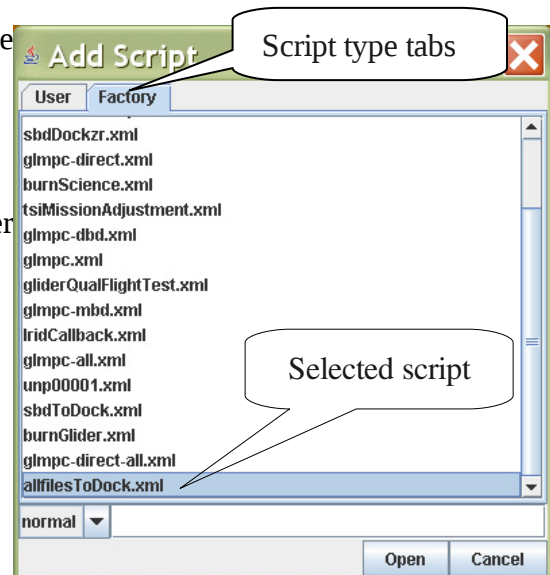 e
Add Script
Script type tabs
User Factory
sbdDockzr.xml
glmpc-direct.xml
burnScience.xml
tsiMissionAdjustment.xml
er
glmpc-dbd.xml
glmpc.xml
gliderQualFlightTest.xml
glmpc-mbd.xml
IridCallback.xml
glmpc-all.xml
Selected script
unp00001.xml
sbdToDock.xml
burnGlider.xml
glmpc-direct-all.xml
allfilesToDock.xml
normal
Open Cancel